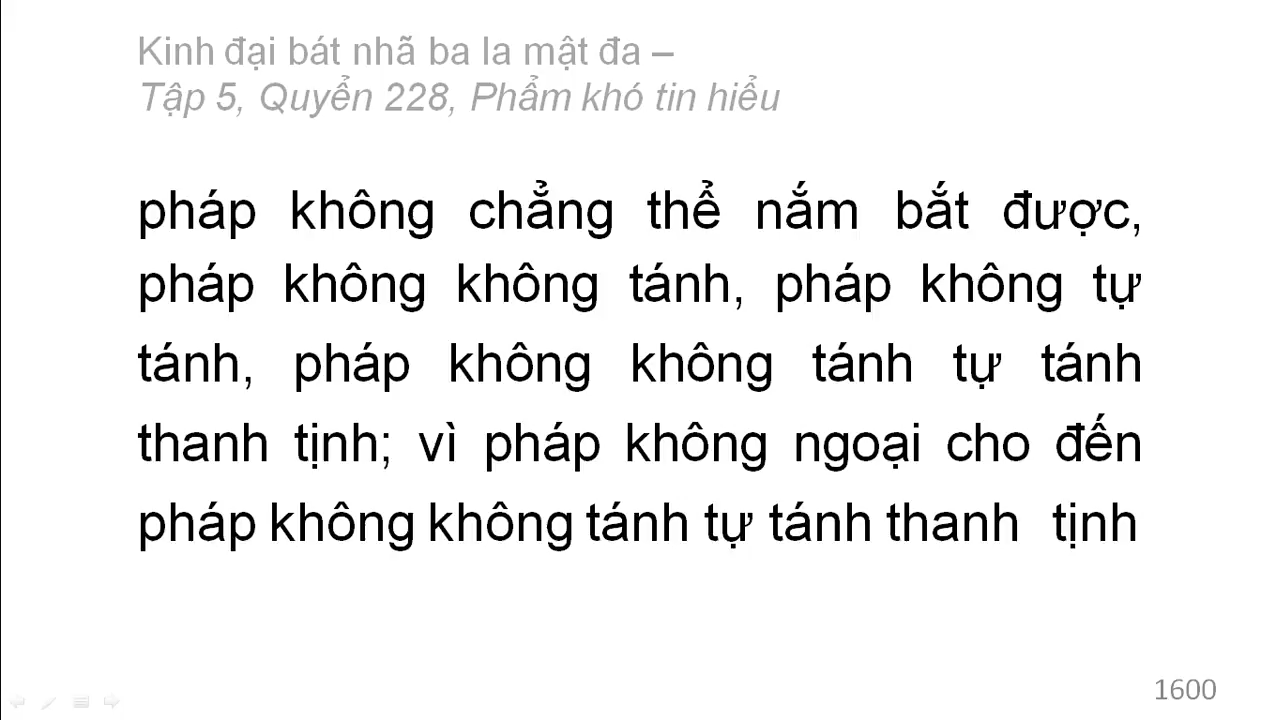 Kinh đại bát nhã ba la mật đa –
Tập 5, Quyển 228, Phẩm khó tin hiểu
pháp không chẳng thể nắm bắt được,
pháp không không tánh, pháp không tự
tánh, pháp không không tánh tự tánh
thanh tịnh; vì pháp không ngoại cho đến
pháp không không tánh tự tánh thanh tịnh
1600